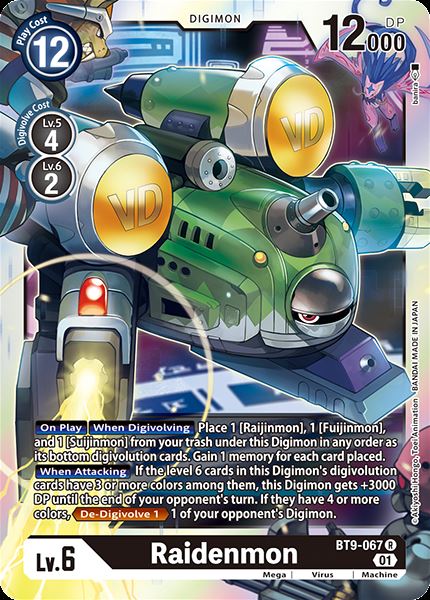 DIGIMON
Play Cost
12
DP
12000
Digivolve Cost
Lv.5
4
Lv.6
2
banira
VD
VD
VD
On Play When Digivolving Place 1 [Raijinmon], 1 [Fuijinmon],
and 1 [Suijinmon] from your trash under this Digimon in any order as
its bottom digivolution cards. Gain 1 memory for each card placed.
When Attacking If the level 6 cards in this Digimon's digivolution
cards have 3 or more colors among them, this Digimon gets +3000
DP until the end of your opponent's turn. If they have 4 or more
colors, De-Digivolve 1 1 of your opponent's Digimon.
©Akiyoshi Hongo, Toei Animation • BANDAI MADE IN JAPAN
Lv.6
Raidenmon
BT9-067 R
01
Mega Virus Machine